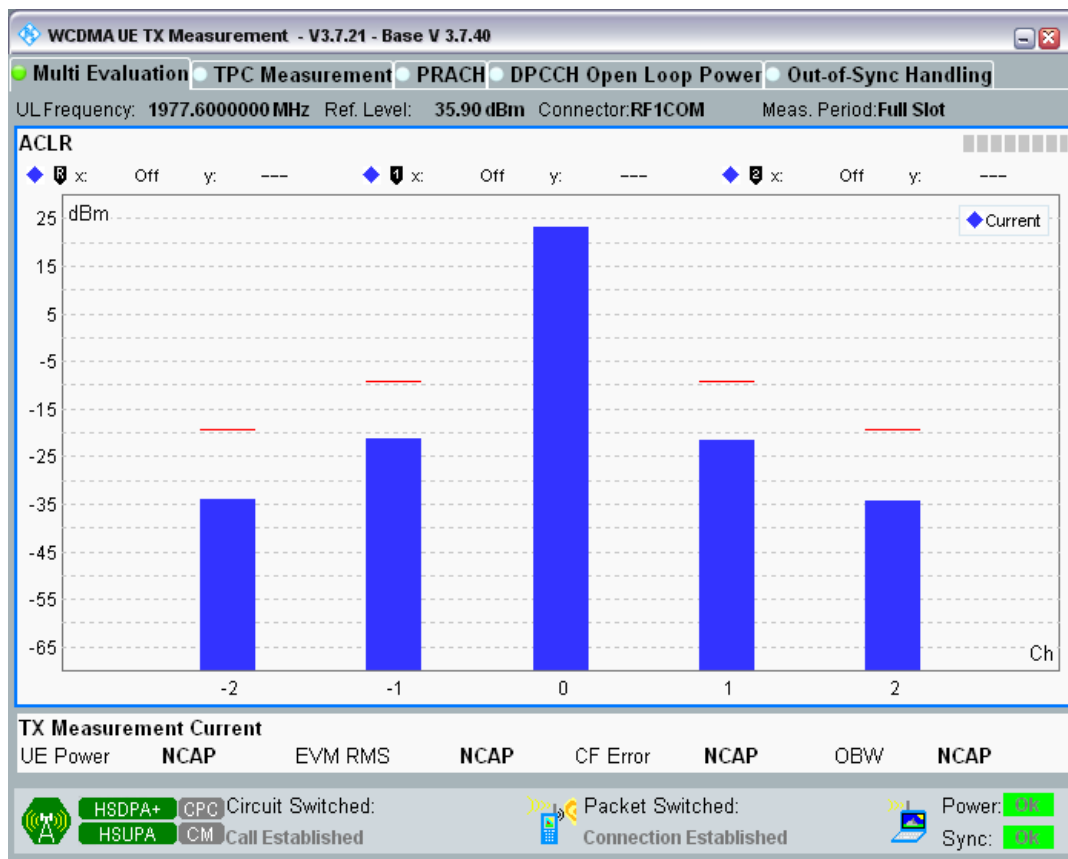 WCDMA UE TX Measurement - V3.7.21 - Base V 3.7.40
Multi Evaluation TPC Measurement PRACH DPCCH Open Loop Power Out-of-Sync Handling
UL Frequency: 1977.6000000 MHz Ref. Level: 35.90 dBm Connector:RF1COM Meas. Period:Full Slot
ACLR
R x: Off y: --- 1 x: Off y: --- 2 x: Off y: ---
dBm
Current
25
15
5
-5
-15
-25
-35
-45
-55
-65
Ch
-2 -1 0 1 2
TX Measurement Current
UE Power NCAP EVM RMS NCAP CF Error NCAP OBW NCAP
HSDPA+ CPC Circuit Switched: Packet Switched: Power: OK
HSUPA CM Call Established Connection Established Sync: OK